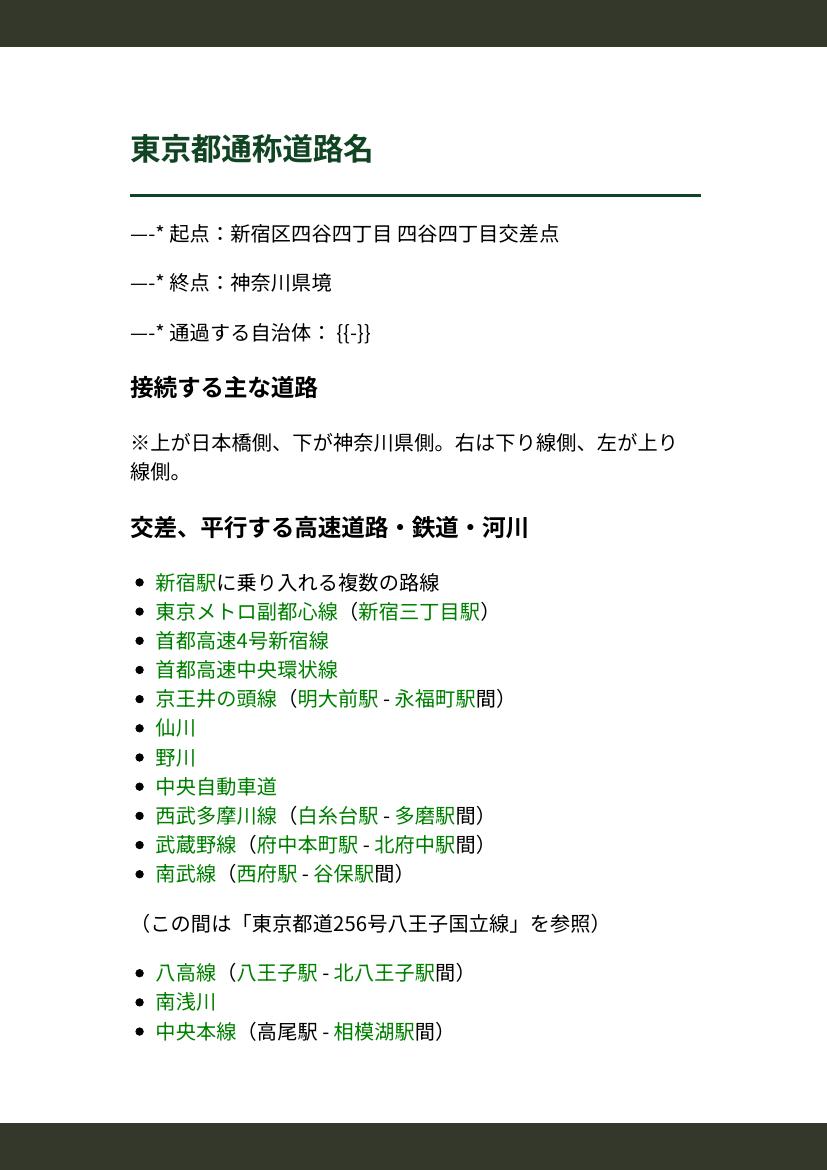 東京都通称道路名
—-* 起点：新宿区四谷四丁目 四谷四丁目交差点
—-* 終点：神奈川県境
—-* 通過する自治体： {{-}}
接続する主な道路
※上が日本橋側、下が神奈川県側。右は下り線側、左が上り
線側。
交差、平行する高速道路・鉄道・河川
• 新宿駅に乗り入れる複数の路線
• 東京メトロ副都心線（新宿三丁目駅）
• 首都高速4号新宿線
• 首都高速中央環状線
• 京王井の頭線（明大前駅 - 永福町駅間）
• 仙川
• 野川
• 中央自動車道
• 西武多摩川線（白糸台駅 - 多磨駅間）
• 武蔵野線（府中本町駅 - 北府中駅間）
• 南武線（西府駅 - 谷保駅間）
（この間は「東京都道256号八王子国立線」を参照）
• 八高線（八王子駅 - 北八王子駅間）
• 南浅川
• 中央本線（高尾駅 - 相模湖駅間）